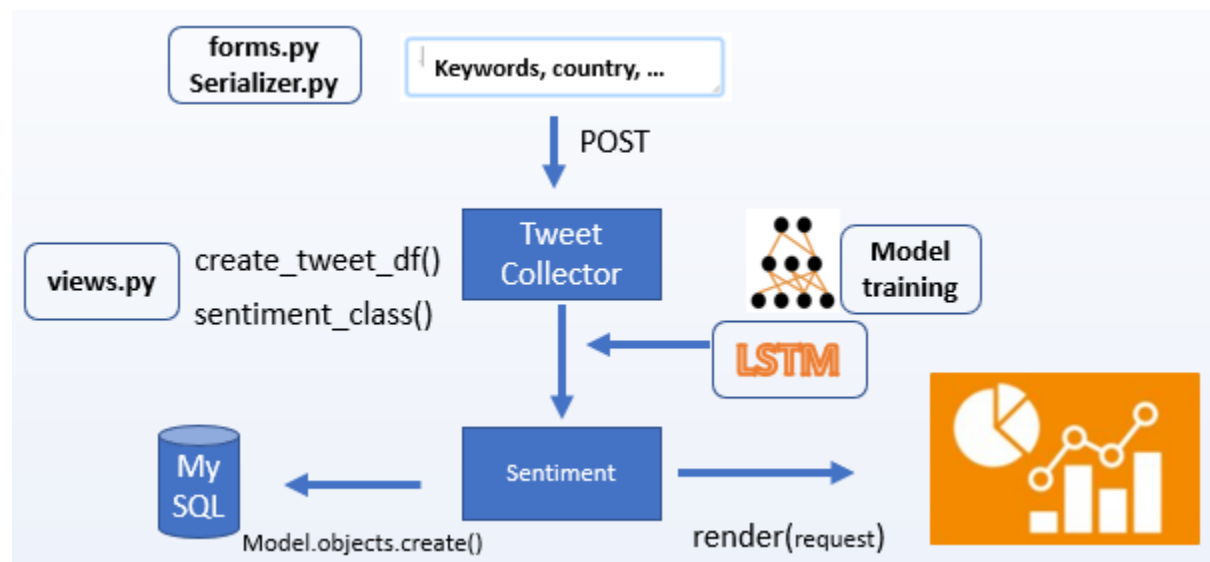 forms.py
Serializer.py
Keywords, country, ...
POST
Tweet
Collector
create_tweet_df()
sentiment_class()
views.py
Model
training
LSTM
My
SQL
Sentiment
Model.objects.create()
render(request)